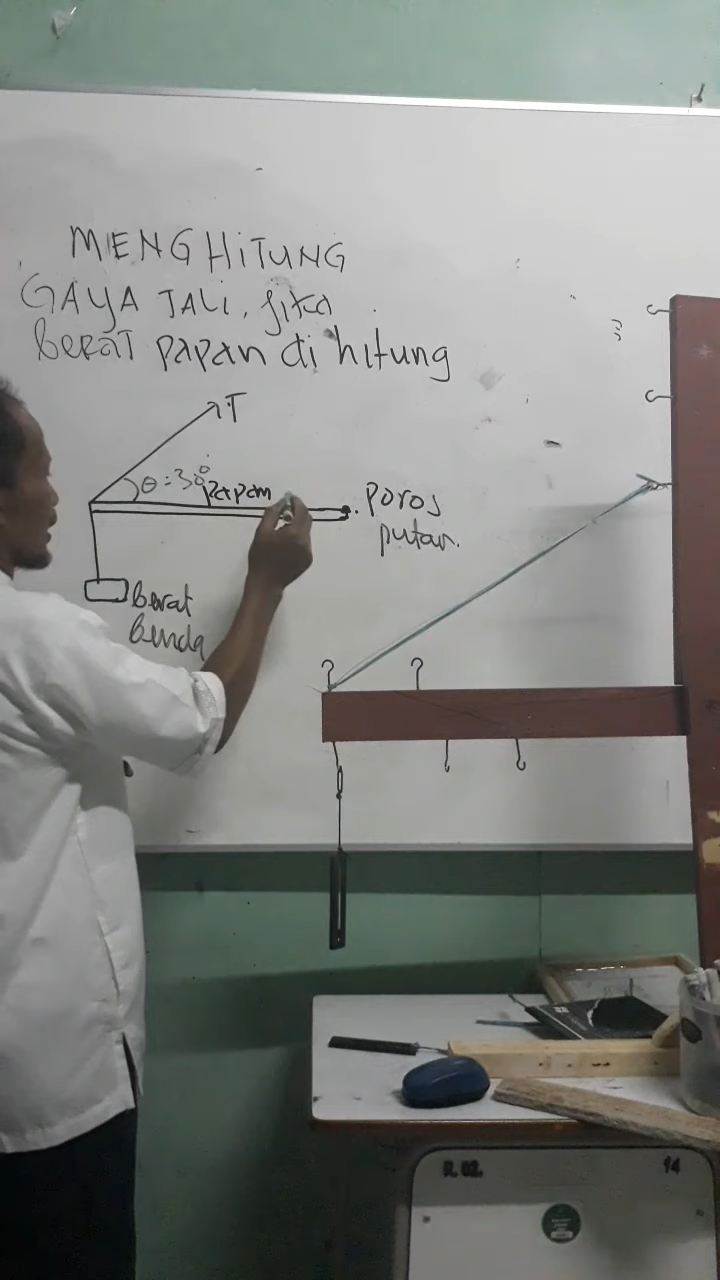 MENGHITUNG
GAYA TALI, jika
Berat papan di hitung
T
θ = 30°
papan
poros
putar.
Berat
Benda
R.02.
14